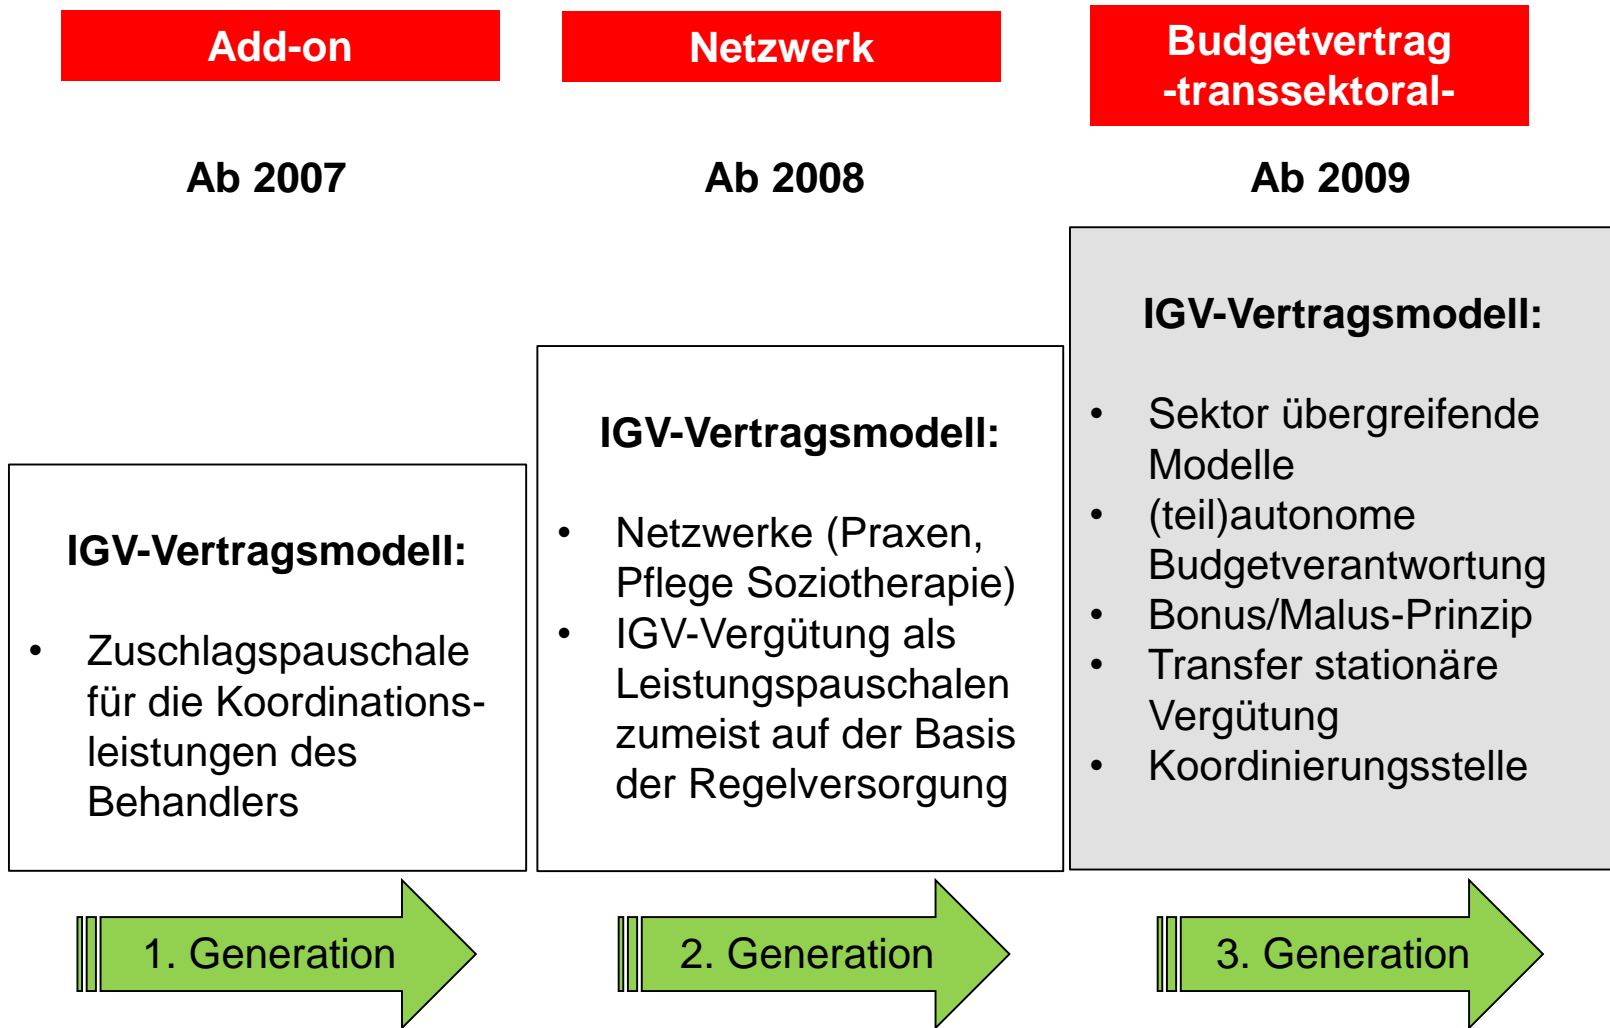 Add-on
Ab 2007
IGV-Vertragsmodell:
• Zuschlagspauschale
für die Koordinations-
leistungen des
Behandlers
1. Generation
Netzwerk
Ab 2008
IGV-Vertragsmodell:
• Netzwerke (Praxen,
Pflege Soziotherapie)
• IGV-Vergütung als
Leistungspauschalen
zumeist auf der Basis
der Regelversorgung
2. Generation
Budgetvertrag
-transsektoral-
Ab 2009
IGV-Vertragsmodell:
• Sektor übergreifende
Modelle
• (teil)autonome
Budgetverantwortung
• Bonus/Malus-Prinzip
• Transfer stationäre
Vergütung
• Koordinierungsstelle
3. Generation